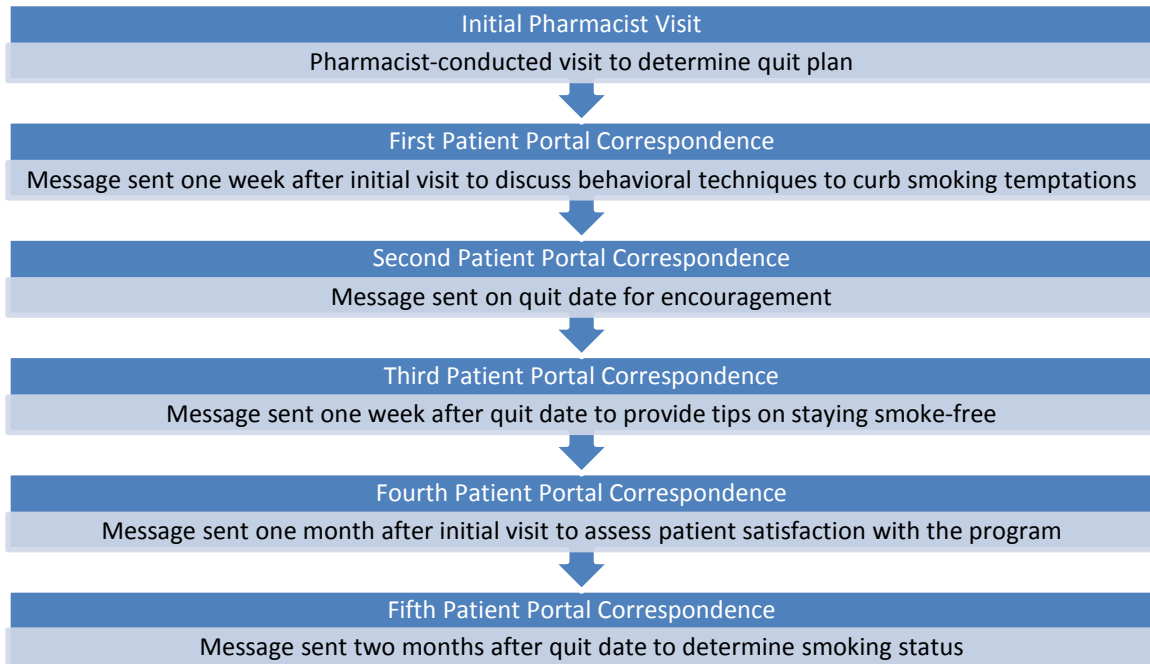 Initial Pharmacist Visit
Pharmacist-conducted visit to determine quit plan
First Patient Portal Correspondence
Message sent one week after initial visit to discuss behavioral techniques to curb smoking temptations
Second Patient Portal Correspondence
Message sent on quit date for encouragement
Third Patient Portal Correspondence
Message sent one week after quit date to provide tips on staying smoke-free
Fourth Patient Portal Correspondence
Message sent one month after initial visit to assess patient satisfaction with the program
Fifth Patient Portal Correspondence
Message sent two months after quit date to determine smoking status